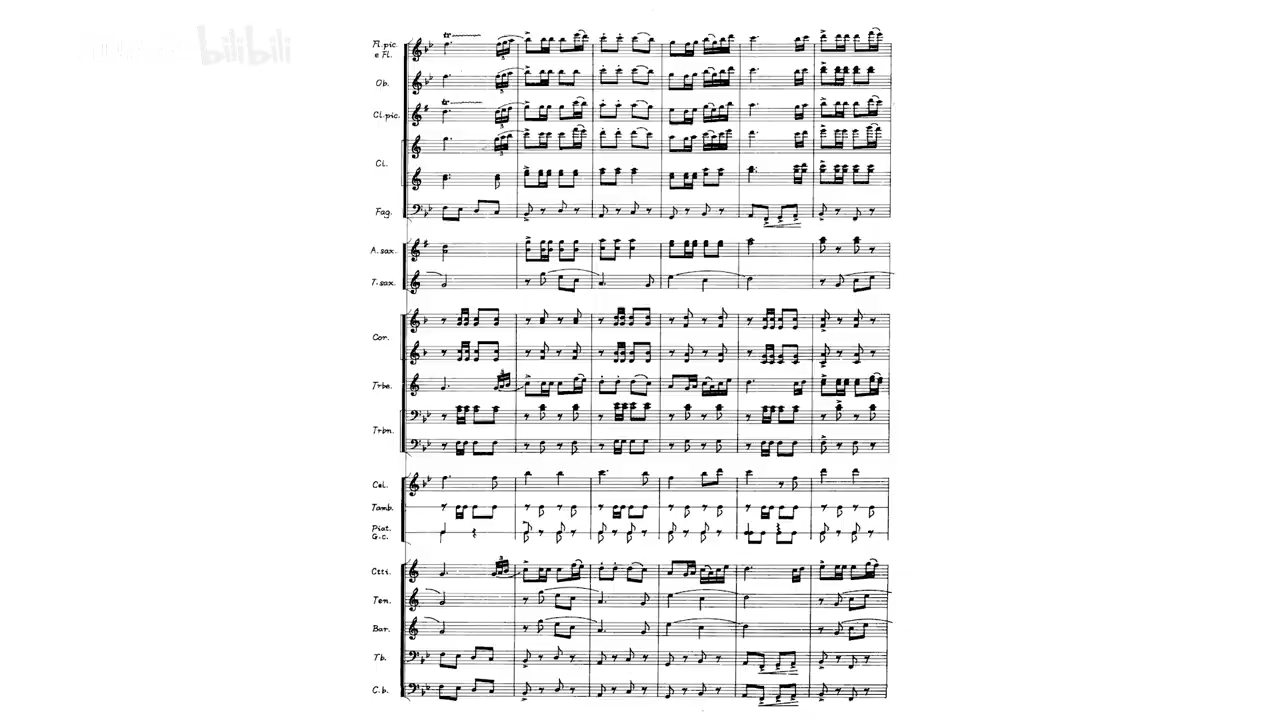 bilibili
Fl.pic.
e Fl.
Ob.
Cl.pic.
Cl.
Fag.
A.sax.
T.sax.
Cor.
Trbe.
Trbn.
Cel.
Tamb.
Piat.
G.c.
Ctti.
Ten.
Bar.
Tb.
C.b.